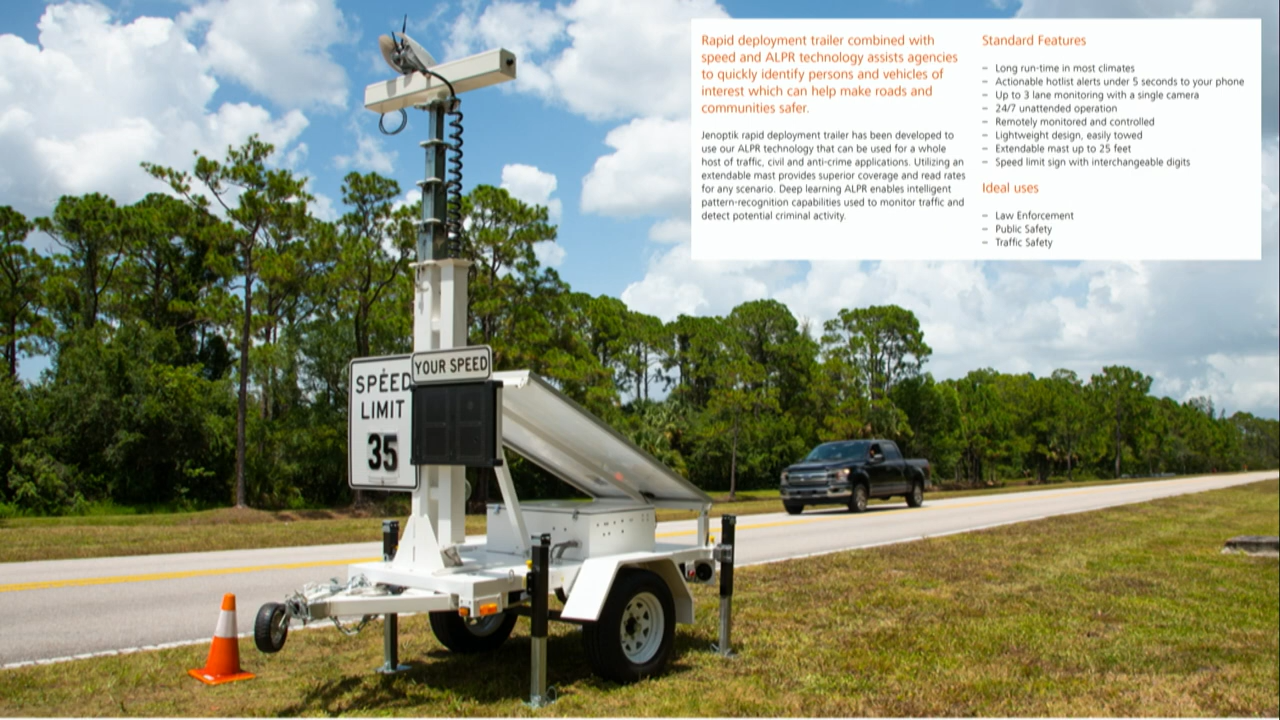 Rapid deployment trailer combined with
speed and ALPR technology assists agencies
to quickly identify persons and vehicles of
interest which can help make roads and
communities safer.
Jenoptik rapid deployment trailer has been developed to
use our ALPR technology that can be used for a whole
host of traffic, civil and anti-crime applications. Utilizing an
extendable mast provides superior coverage and read rates
for any scenario. Deep learning ALPR enables intelligent
pattern-recognition capabilities used to monitor traffic and
detect potential criminal activity.
Standard Features
– Long run-time in most climates
– Actionable hotlist alerts under 5 seconds to your phone
– Up to 3 lane monitoring with a single camera
– 24/7 unattended operation
– Remotely monitored and controlled
– Lightweight design, easily towed
– Extendable mast up to 25 feet
– Speed limit sign with interchangeable digits
Ideal uses
– Law Enforcement
– Public Safety
– Traffic Safety
YOUR SPEED
SPEED
LIMIT
35